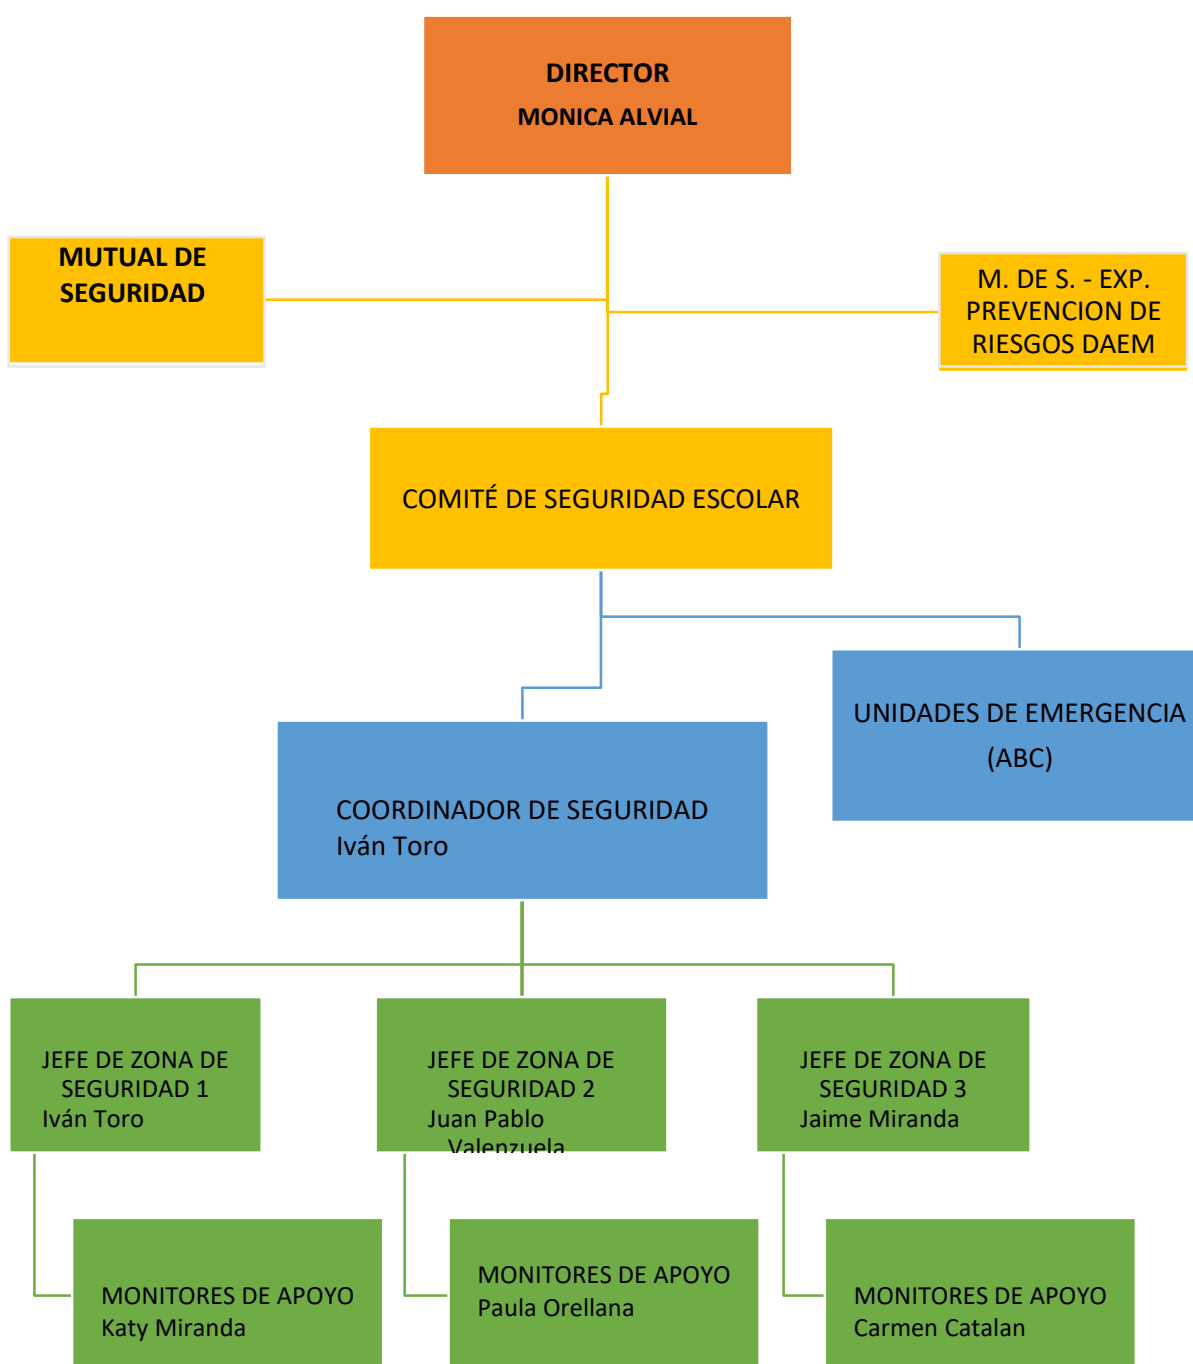 DIRECTOR
MONICA ALVIAL
MUTUAL DE
SEGURIDAD
M. DE S. - EXP.
PREVENCION DE
RIESGOS DAEM
COMITÉ DE SEGURIDAD ESCOLAR
UNIDADES DE EMERGENCIA
(ABC)
COORDINADOR DE SEGURIDAD
Iván Toro
JEFE DE ZONA DE
SEGURIDAD 1
Iván Toro
JEFE DE ZONA DE
SEGURIDAD 2
Juan Pablo
Valenzuela
JEFE DE ZONA DE
SEGURIDAD 3
Jaime Miranda
MONITORES DE APOYO
Katy Miranda
MONITORES DE APOYO
Paula Orellana
MONITORES DE APOYO
Carmen Catalan